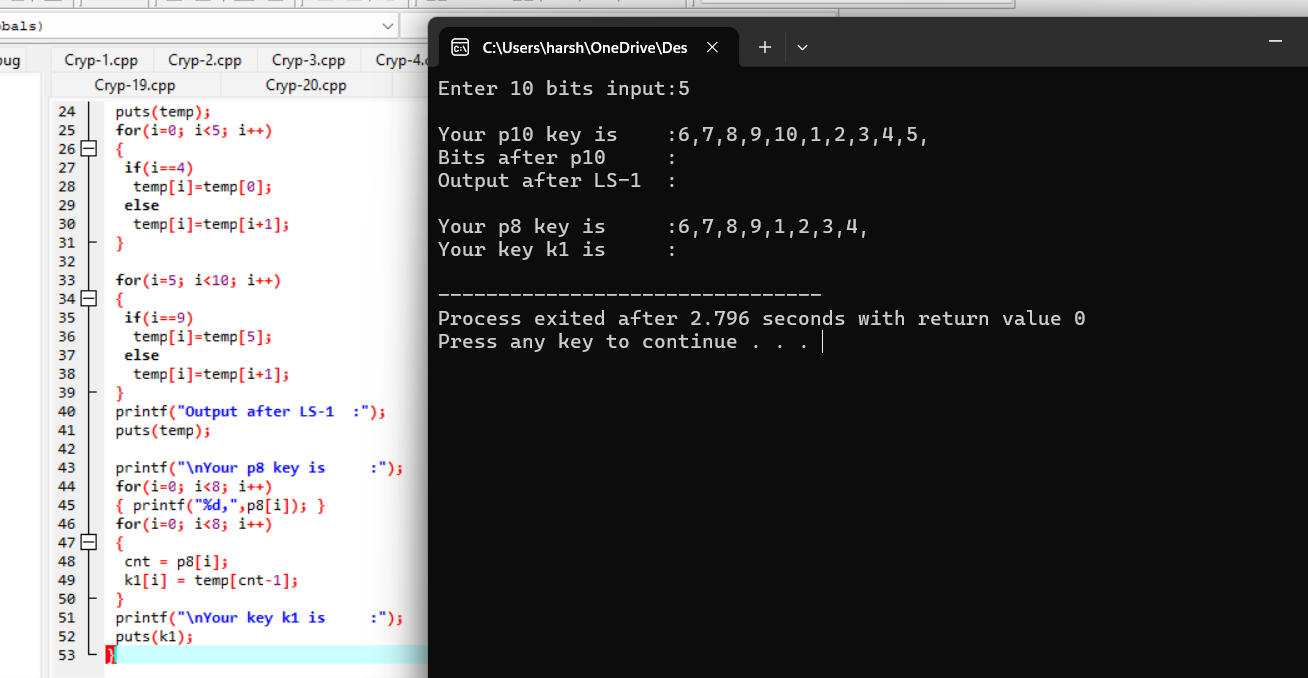 bals)
bug
Cryp-1.cpp Cryp-2.cpp Cryp-3.cpp Cryp-4.c
Cryp-19.cpp Cryp-20.cpp
24 puts(temp);
25 for(i=0; i<5; i++)
26 {
27 if(i==4)
28 temp[i]=temp[0];
29 else
30 temp[i]=temp[i+1];
31 }
32
33 for(i=5; i<10; i++)
34 {
35 if(i==9)
36 temp[i]=temp[5];
37 else
38 temp[i]=temp[i+1];
39 }
40 printf("Output after LS-1  :");
41 puts(temp);
42
43 printf("\nYour p8 key is     :");
44 for(i=0; i<8; i++)
45 { printf("%d,",p8[i]); }
46 for(i=0; i<8; i++)
47 {
48 cnt = p8[i];
49 k1[i] = temp[cnt-1];
50 }
51 printf("\nYour key k1 is     :");
52 puts(k1);
53 }
C:\Users\harsh\OneDrive\Des
Enter 10 bits input:5
Your p10 key is    :6,7,8,9,10,1,2,3,4,5,
Bits after p10     :
Output after LS-1  :
Your p8 key is     :6,7,8,9,1,2,3,4,
Your key k1 is     :
--------------------------------
Process exited after 2.796 seconds with return value 0
Press any key to continue . . .